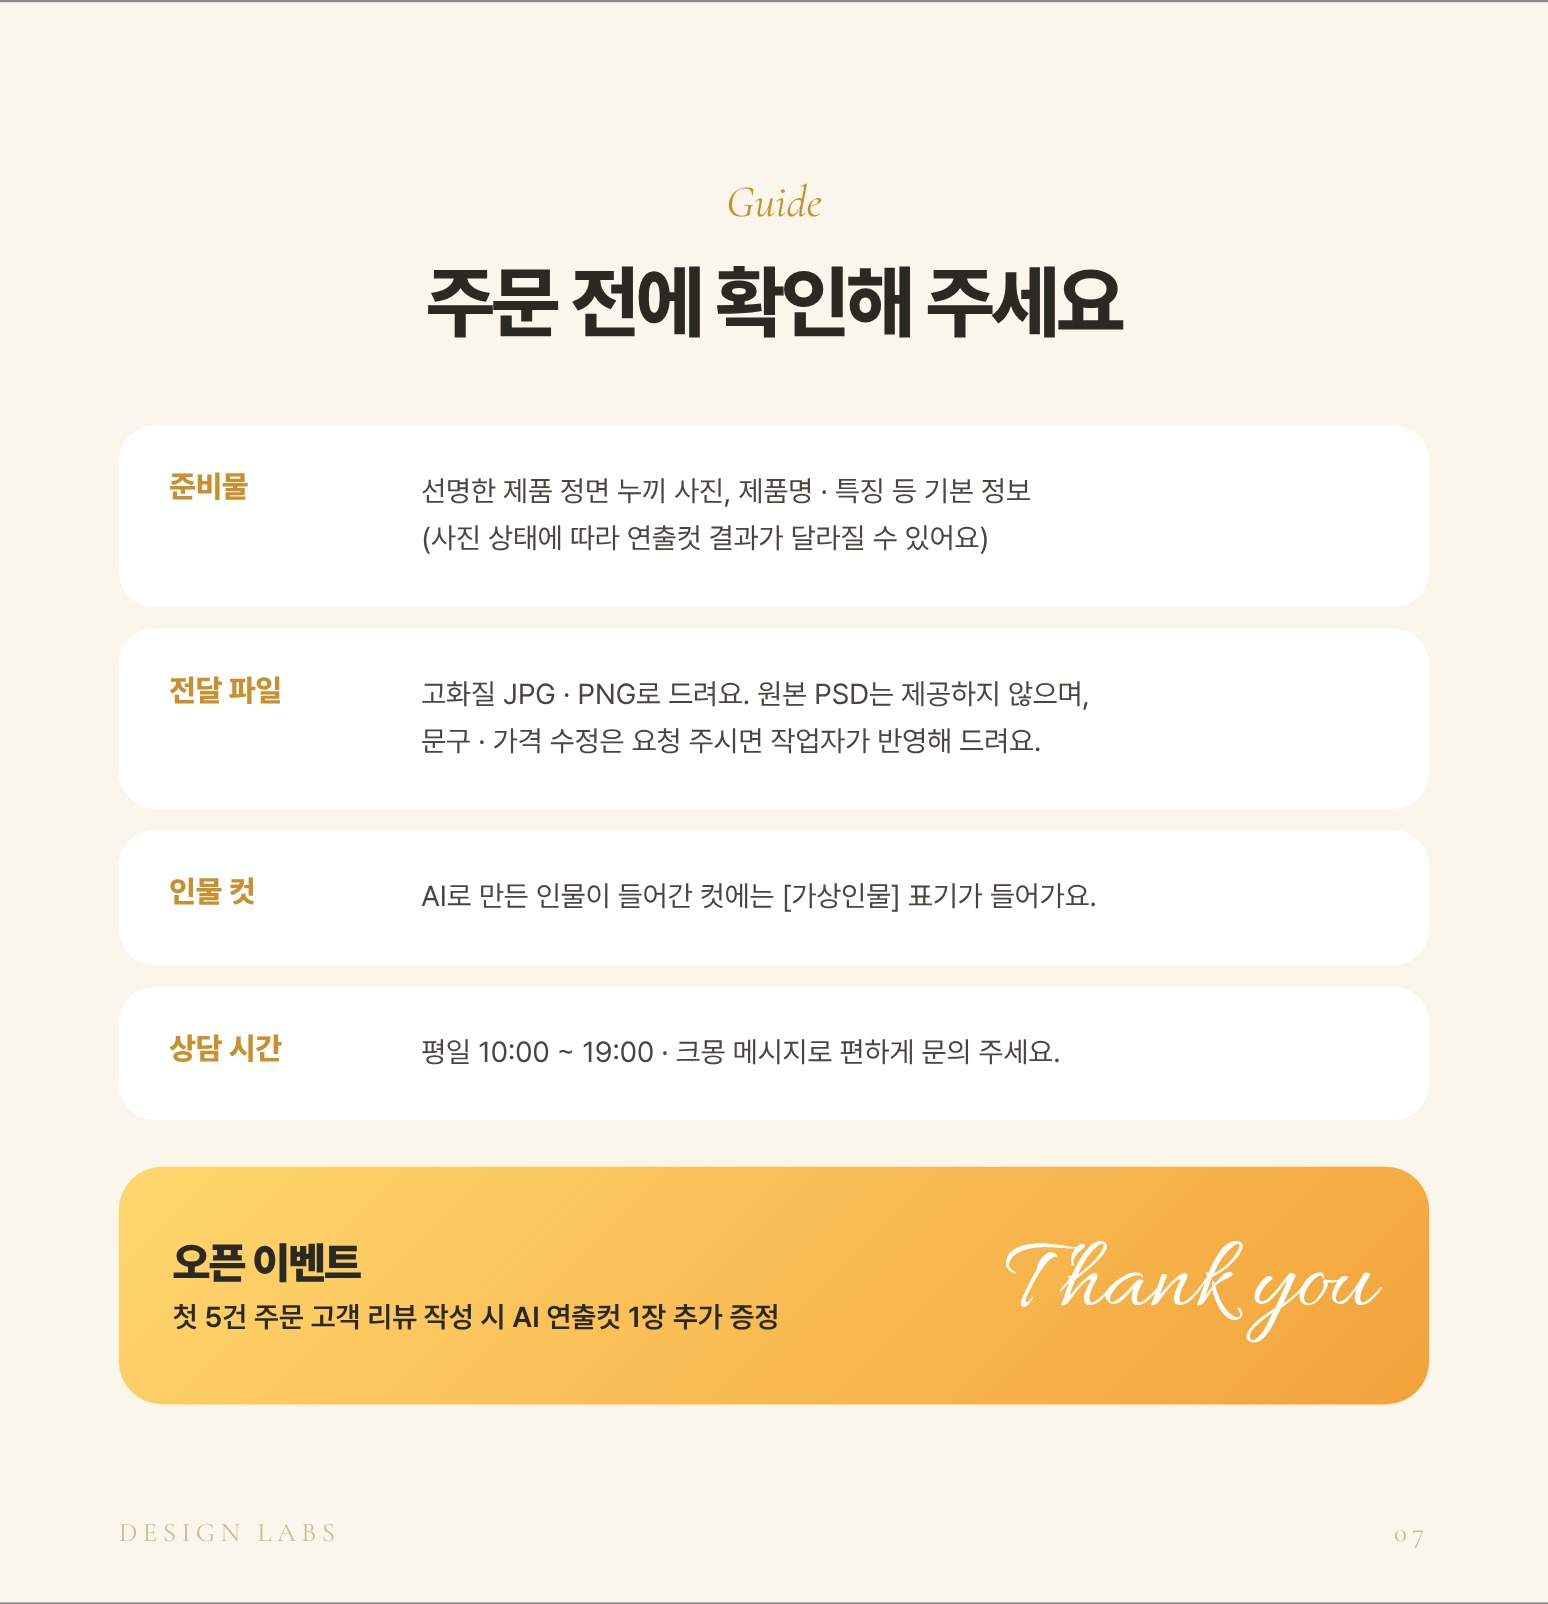 Guide
주문 전에 확인해 주세요
준비물
선명한 제품 정면 누끼 사진, 제품명 · 특징 등 기본 정보
(사진 상태에 따라 연출컷 결과가 달라질 수 있어요)
전달 파일
고화질 JPG · PNG로 드려요. 원본 PSD는 제공하지 않으며,
문구 · 가격 수정은 요청 주시면 작업자가 반영해 드려요.
인물 컷
AI로 만든 인물이 들어간 컷에는 [가상인물] 표기가 들어가요.
상담 시간
평일 10:00 ~ 19:00 · 크몽 메시지로 편하게 문의 주세요.
오픈 이벤트
첫 5건 주문 고객 리뷰 작성 시 AI 연출컷 1장 추가 증정
Thank you
DESIGN LABS
07